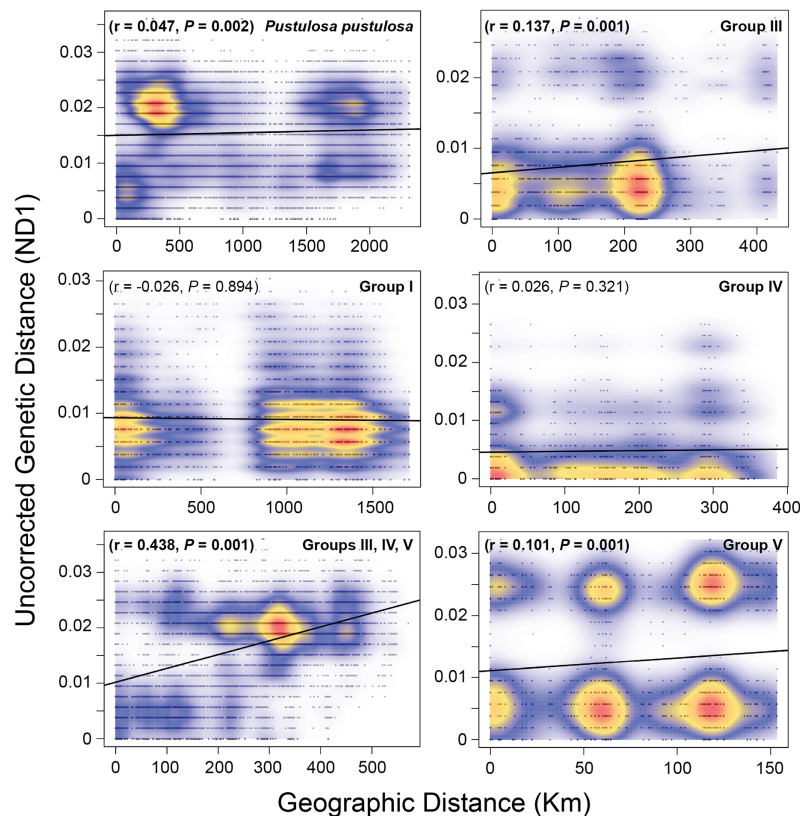 Uncorrected Genetic Distance (ND1)
(r = 0.047, P = 0.002) Pustulosa pustulosa
0.03
0.02
0.01
0
0 500 1000 1500 2000
(r = 0.137, P = 0.001) Group III
0.02
0.01
0
0 100 200 300 400
(r = -0.026, P = 0.894) Group I
0.03
0.02
0.01
0
0 500 1000 1500
(r = 0.026, P = 0.321) Group IV
0.03
0.02
0.01
0
0 100 200 300 400
(r = 0.438, P = 0.001) Groups III, IV, V
0.03
0.02
0.01
0
0 100 200 300 400 500
(r = 0.101, P = 0.001) Group V
0.03
0.02
0.01
0
0 50 100 150
Geographic Distance (Km)